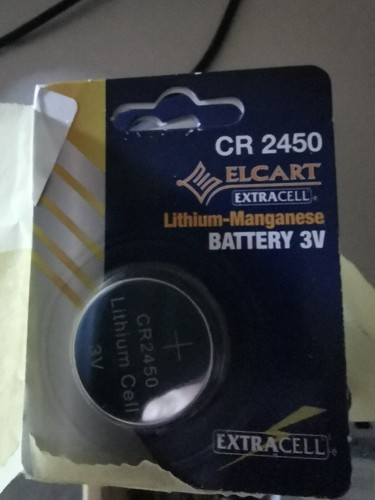 CR 2450
ELCART
EXTRACELL®
Lithium-Manganese
BATTERY 3V
+
CR2450
Lithium Cell
3V
EXTRACELL®